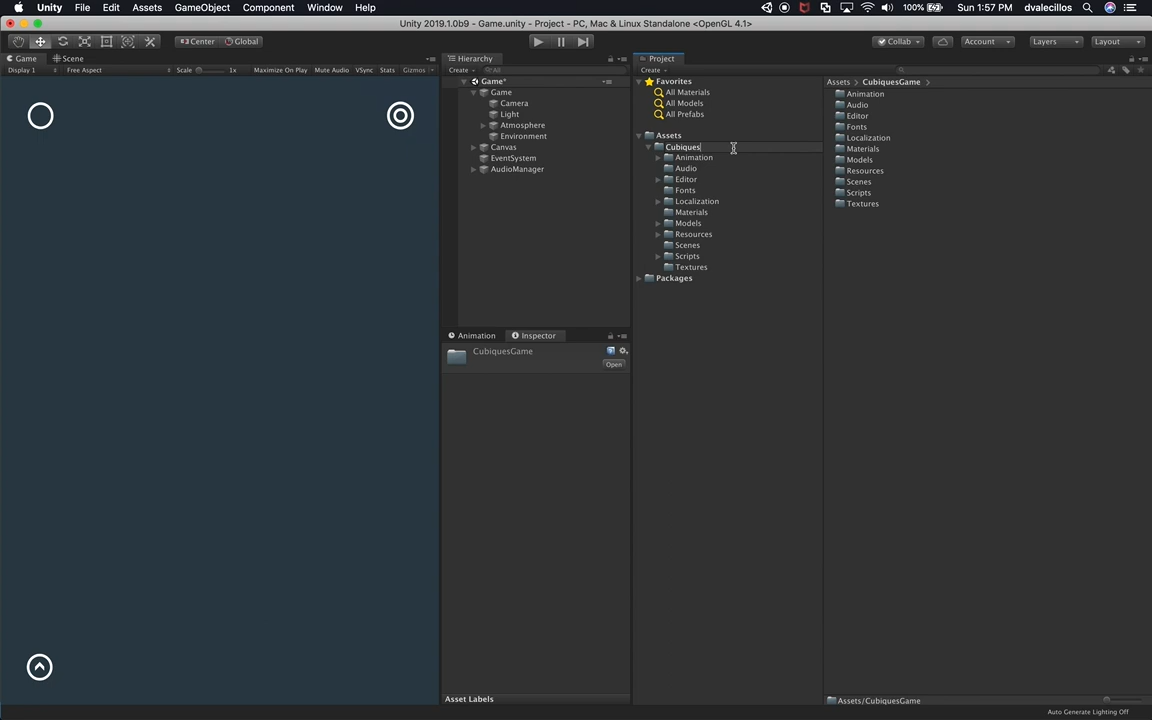 Unity File Edit Assets GameObject Component Window Help 100% Sun 1:57 PM dvalecillos
Unity 2019.1.0b9 - Game.unity - Project - PC, Mac & Linux Standalone <OpenGL 4.1>
Center Global Collab Account Layers Layout
Game Scene
Display 1 Free Aspect Scale 1x Maximize On Play Mute Audio VSync Stats Gizmos
Hierarchy
Create All
Game*
Game
Camera
Light
Atmosphere
Environment
Canvas
EventSystem
AudioManager
Animation Inspector
CubiquesGame
Open
Asset Labels
Project
Create
Favorites
All Materials
All Models
All Prefabs
Assets
Cubiques
Animation
Audio
Editor
Fonts
Localization
Materials
Models
Resources
Scenes
Scripts
Textures
Packages
Assets > CubiquesGame >
Animation
Audio
Editor
Fonts
Localization
Materials
Models
Resources
Scenes
Scripts
Textures
Assets/CubiquesGame
Auto Generate Lighting Off